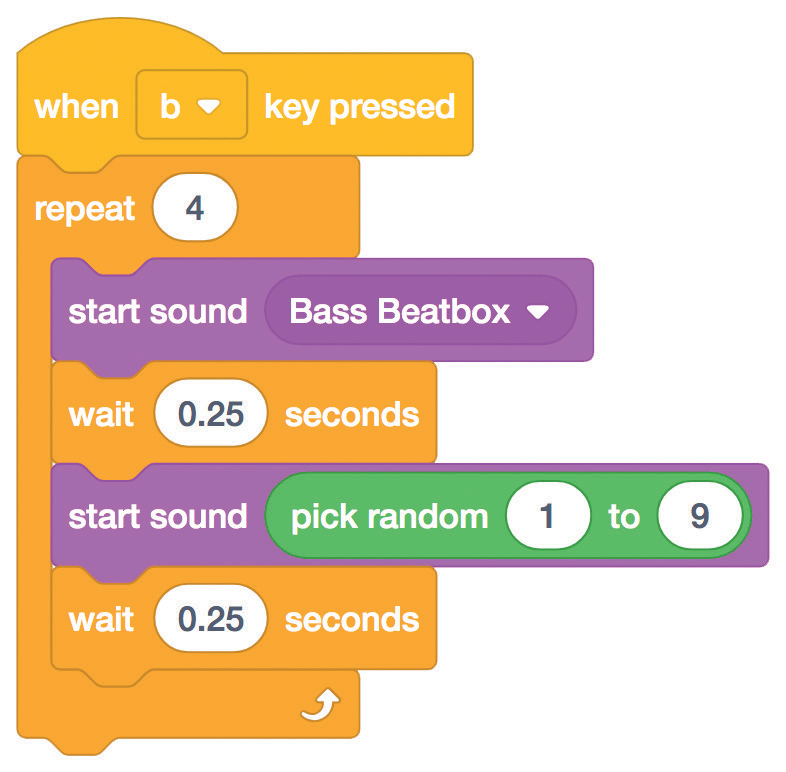 when b key pressed
repeat 4
start sound Bass Beatbox
wait 0.25 seconds
start sound pick random 1 to 9
wait 0.25 seconds